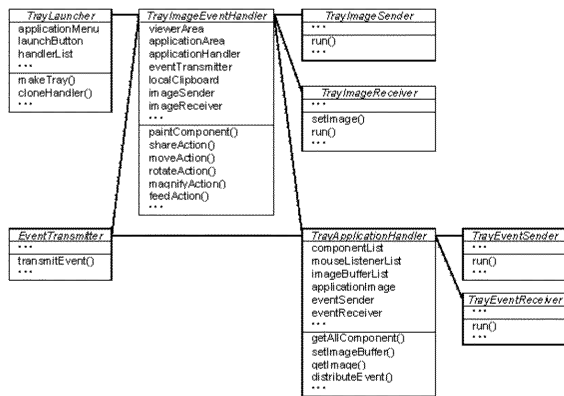 TrayLauncher
applicationMenu
launchButton
handlerList
•••
makeTray()
cloneHandler()
•••
TrayImageEventHandler
viewerArea
applicationArea
applicationHandler
eventTransmitter
localClipboard
imageSender
imageReceiver
•••
paintComponent()
shareAction()
moveAction()
rotateAction()
magnifyAction()
feedAction()
•••
TrayImageSender
•••
run()
•••
TrayImageReceiver
•••
setImage()
run()
•••
EventTransmitter
•••
transmitEvent()
•••
TrayApplicationHandler
componentList
mouseListenerList
imageBufferList
applicationImage
eventSender
eventReceiver
•••
getAllComponent()
setImageBuffer()
getImage()
distributeEvent()
•••
TrayEventSender
•••
run()
•••
TrayEventReceiver
•••
run()
•••